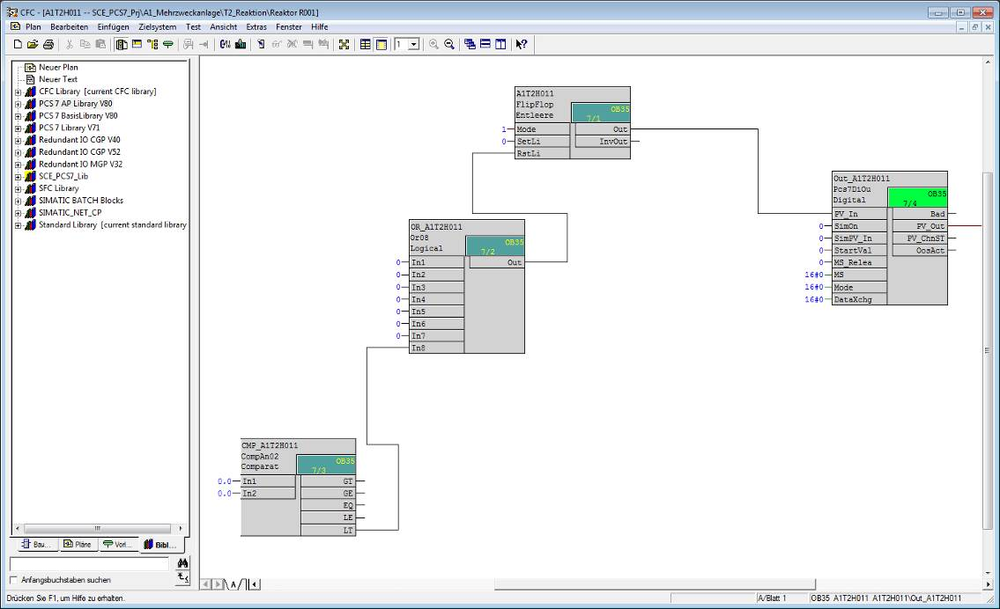 CFC - [A1T2H011 -- SCE_PCS7_Prj\A1_Mehrzweckanlage\T2_Reaktion\Reaktor R001]
Plan Bearbeiten Einfügen Zielsystem Test Ansicht Extras Fenster Hilfe
1
Neuer Plan
Neuer Text
CFC Library [current CFC library]
PCS 7 AP Library V80
PCS 7 BasisLibrary V80
PCS 7 Library V71
Redundant IO CGP V40
Redundant IO CGP V52
Redundant IO MGP V32
SCE_PCS7_Lib
SFC Library
SIMATIC BATCH Blocks
SIMATIC_NET_CP
Standard Library [current standard library
Bau... Pläne Vorl... Bibl...
Anfangsbuchstaben suchen
A1T2H011
FlipFlop
Entleere
OB35
7/1
1 Mode Out
0 SetLi InvOut
RstLi
Out_A1T2H011
Pcs7DiOu
Digital
OB35
7/4
PV_In Bad
0 SimOn PV_Out
0 SimPV_In PV_ChnST
0 StartVal OosAct
0 MS_Relea
16#0 MS
16#0 Mode
16#0 DataXchg
OR_A1T2H011
Or08
Logical
OB35
7/2
0 In1 Out
0 In2
0 In3
0 In4
0 In5
0 In6
0 In7
In8
CMP_A1T2H011
CompAn02
Comparat
OB35
7/3
0.0 In1 GT
0.0 In2 GE
EQ
LE
LT
A
Drücken Sie F1, um Hilfe zu erhalten.
A/Blatt 1
OB35 A1T2H011 A1T2H011\Out_A1T2H011